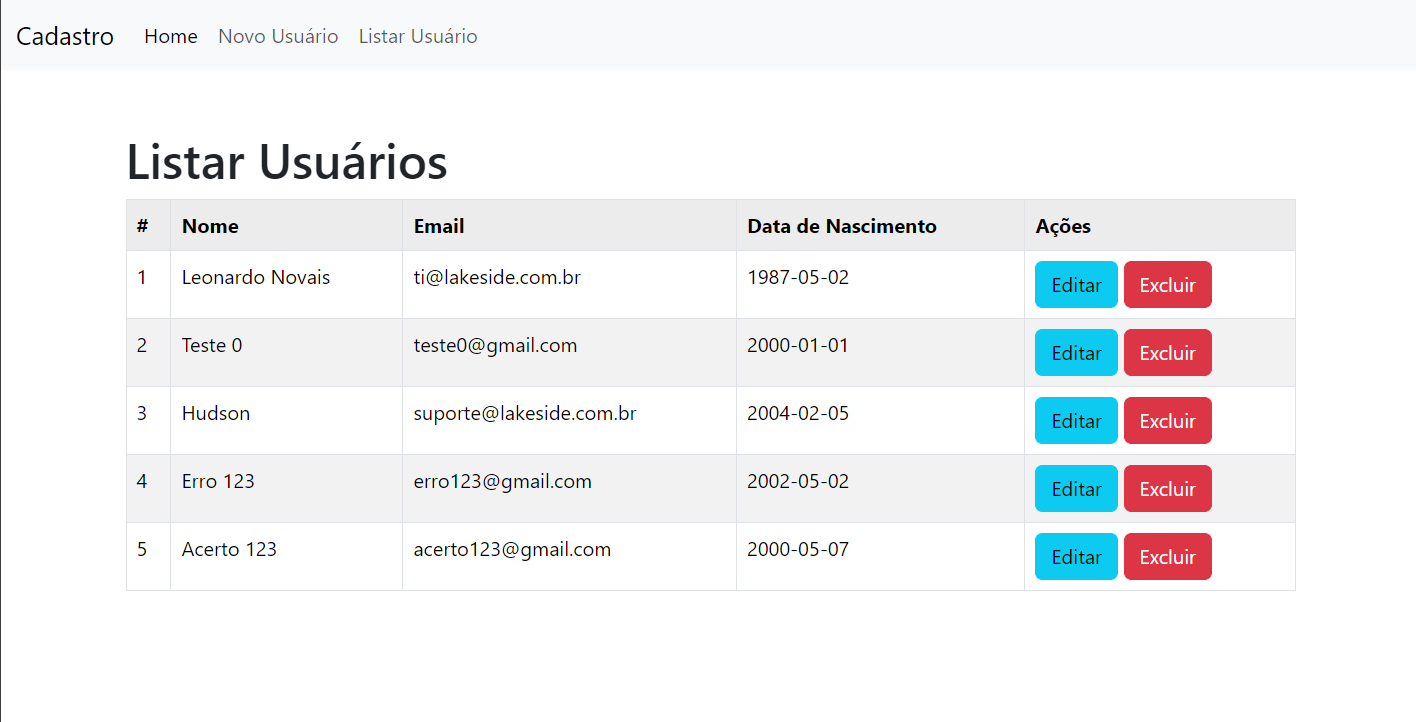 Cadastro Home Novo Usuário Listar Usuário
Listar Usuários
# Nome Email Data de Nascimento Ações
1 Leonardo Novais ti@lakeside.com.br 1987-05-02 Editar Excluir
2 Teste 0 teste0@gmail.com 2000-01-01 Editar Excluir
3 Hudson suporte@lakeside.com.br 2004-02-05 Editar Excluir
4 Erro 123 erro123@gmail.com 2002-05-02 Editar Excluir
5 Acerto 123 acerto123@gmail.com 2000-05-07 Editar Excluir